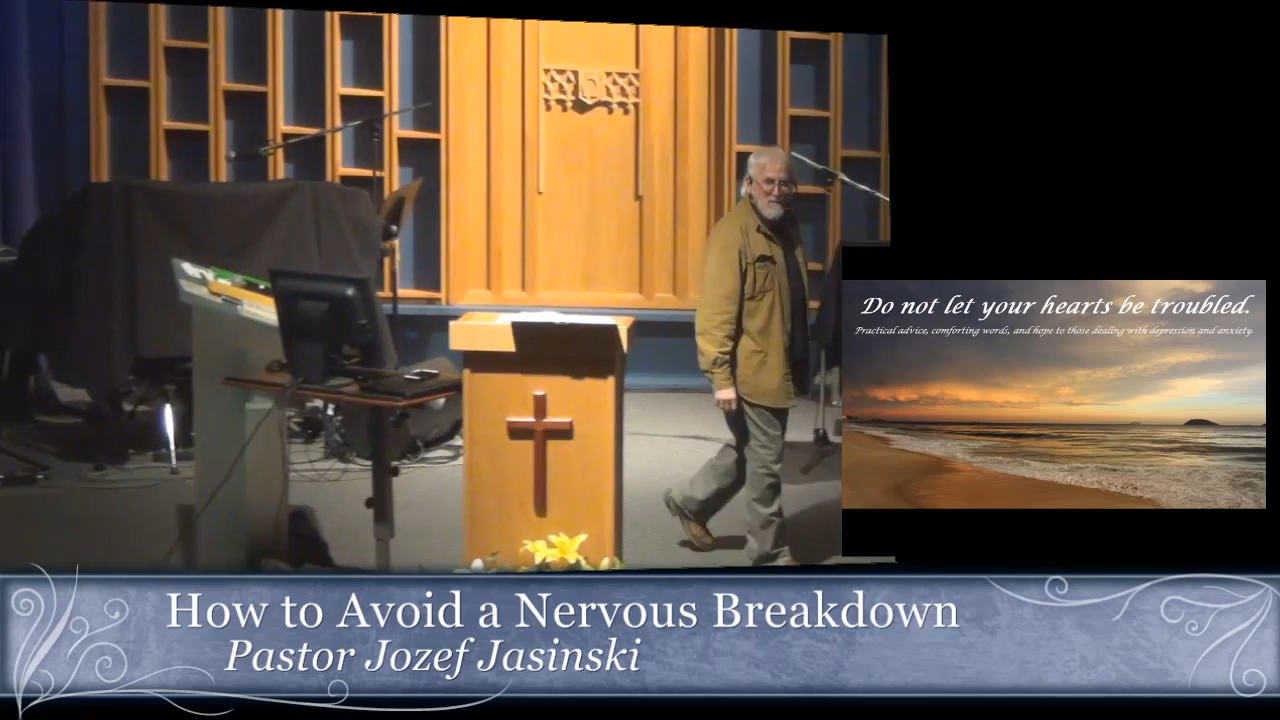 Do not let your hearts be troubled.
Practical advice, comforting words, and hope to those dealing with depression and anxiety.
How to Avoid a Nervous Breakdown
Pastor Jozef Jasinski